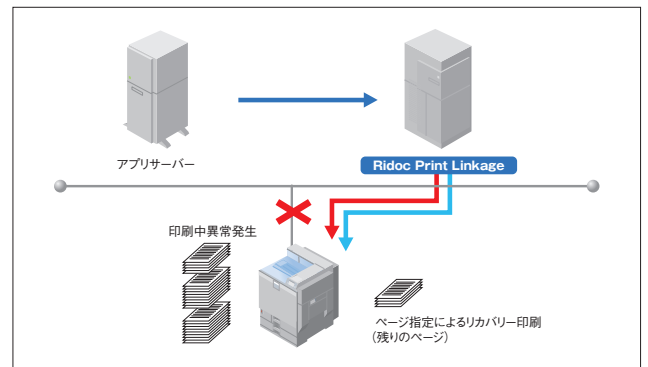 アプリサーバー
Ridoc Print Linkage
印刷中異常発生
ページ指定によるリカバリー印刷
（残りのページ）